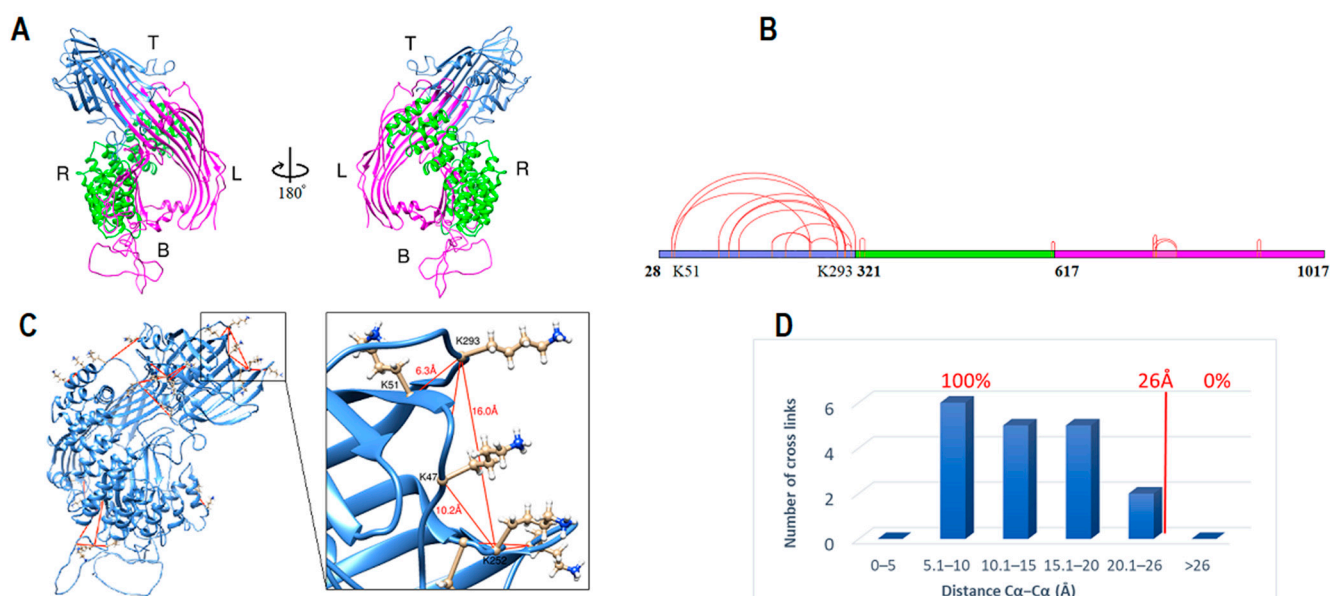 A
T
R
L
B
180°
T
L
R
B
B
28 K51 K293 321 617 1017
C
K293
K51
6.3Å
16.0Å
K47
10.2Å
K252
D
100% 26Å 0%
Number of cross links
6
4
2
0
0–5 5.1–10 10.1–15 15.1–20 20.1–26 >26
Distance Cα–Cα (Å)